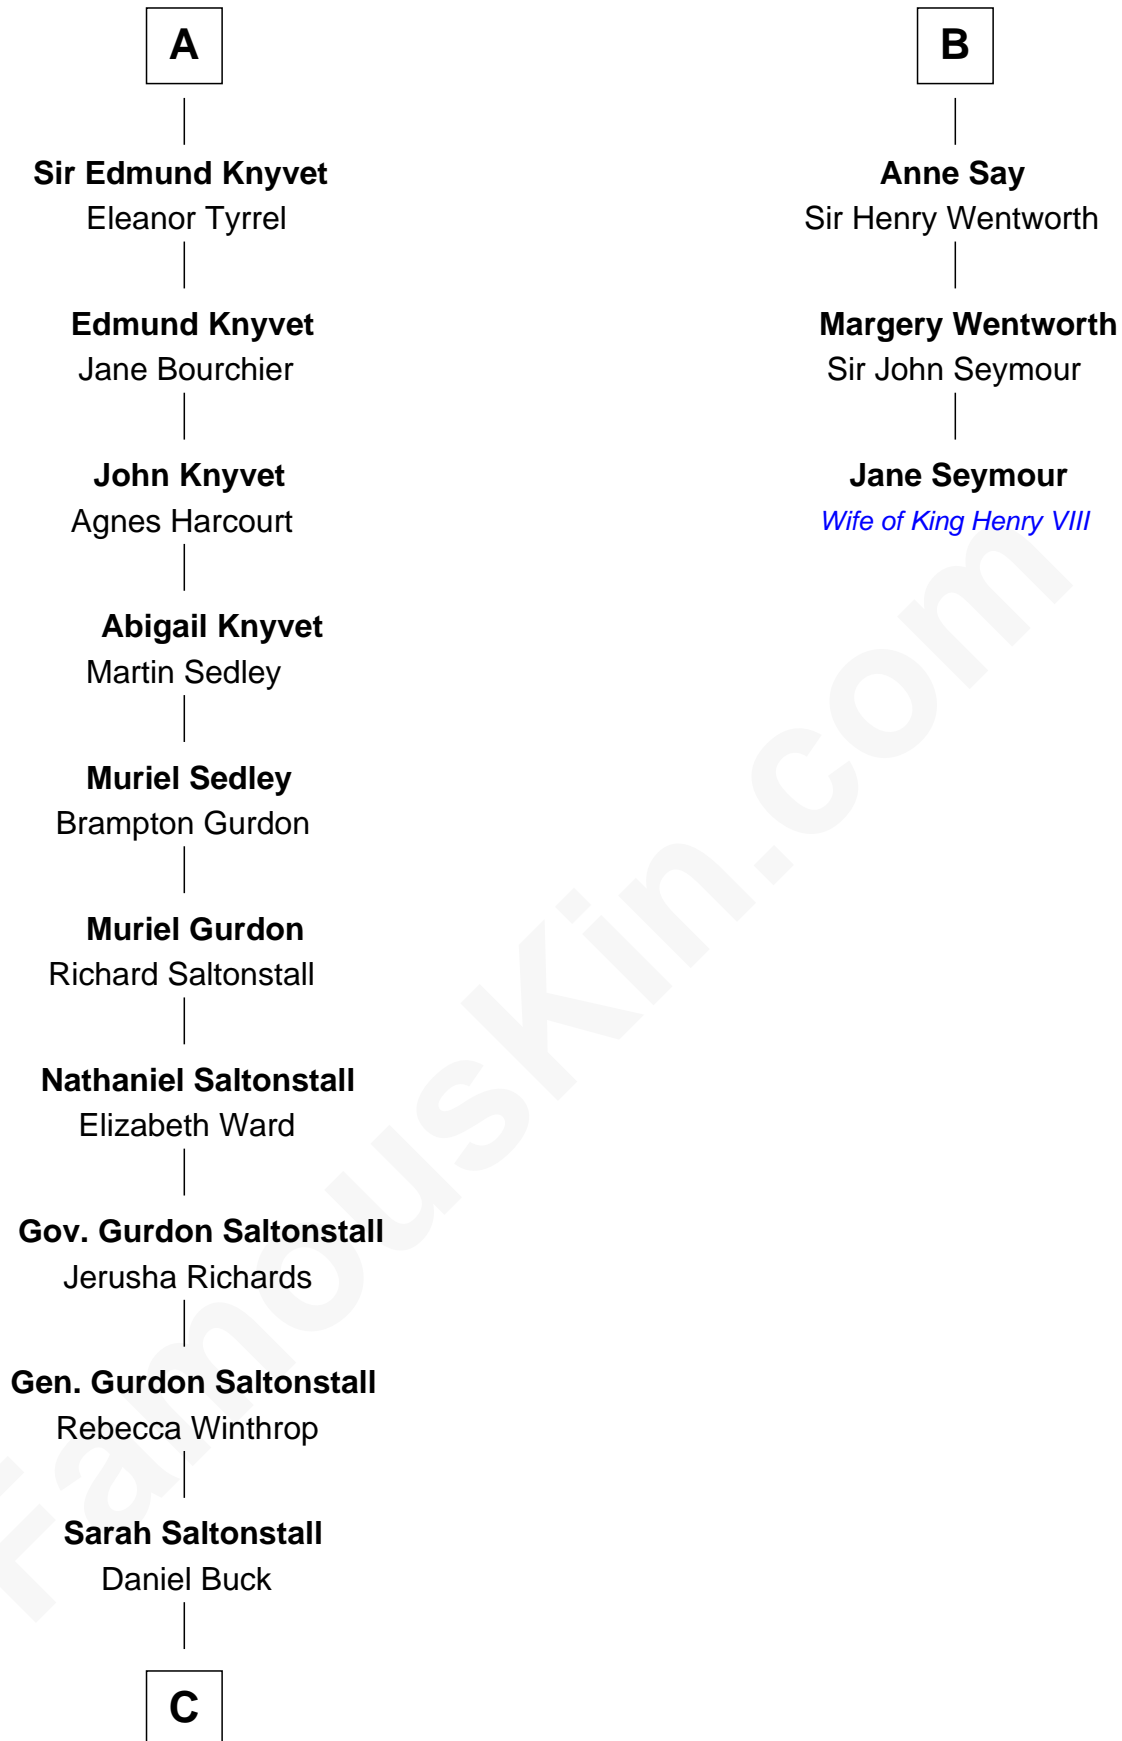 A
Sir Edmund Knyvet
Eleanor Tyrrel
Edmund Knyvet
Jane Bourchier
John Knyvet
Agnes Harcourt
Abigail Knyvet
Martin Sedley
Muriel Sedley
Brampton Gurdon
Muriel Gurdon
Richard Saltonstall
Nathaniel Saltonstall
Elizabeth Ward
Gov. Gurdon Saltonstall
Jerusha Richards
Gen. Gurdon Saltonstall
Rebecca Winthrop
Sarah Saltonstall
Daniel Buck
C
B
Anne Say
Sir Henry Wentworth
Margery Wentworth
Sir John Seymour
Jane Seymour
Wife of King Henry VIII
FamousKin.com